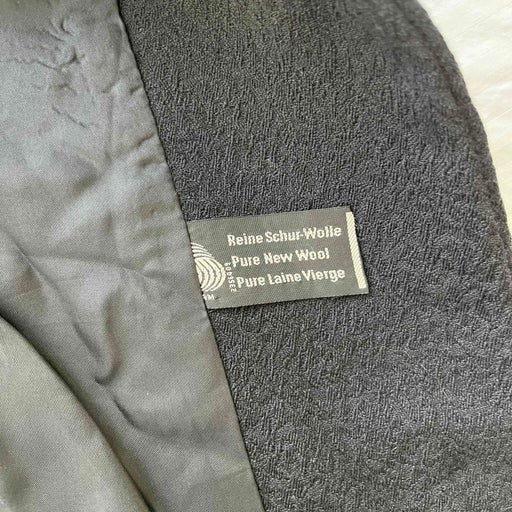 Reine Schur-Wolle
Pure New Wool
Pure Laine Vierge